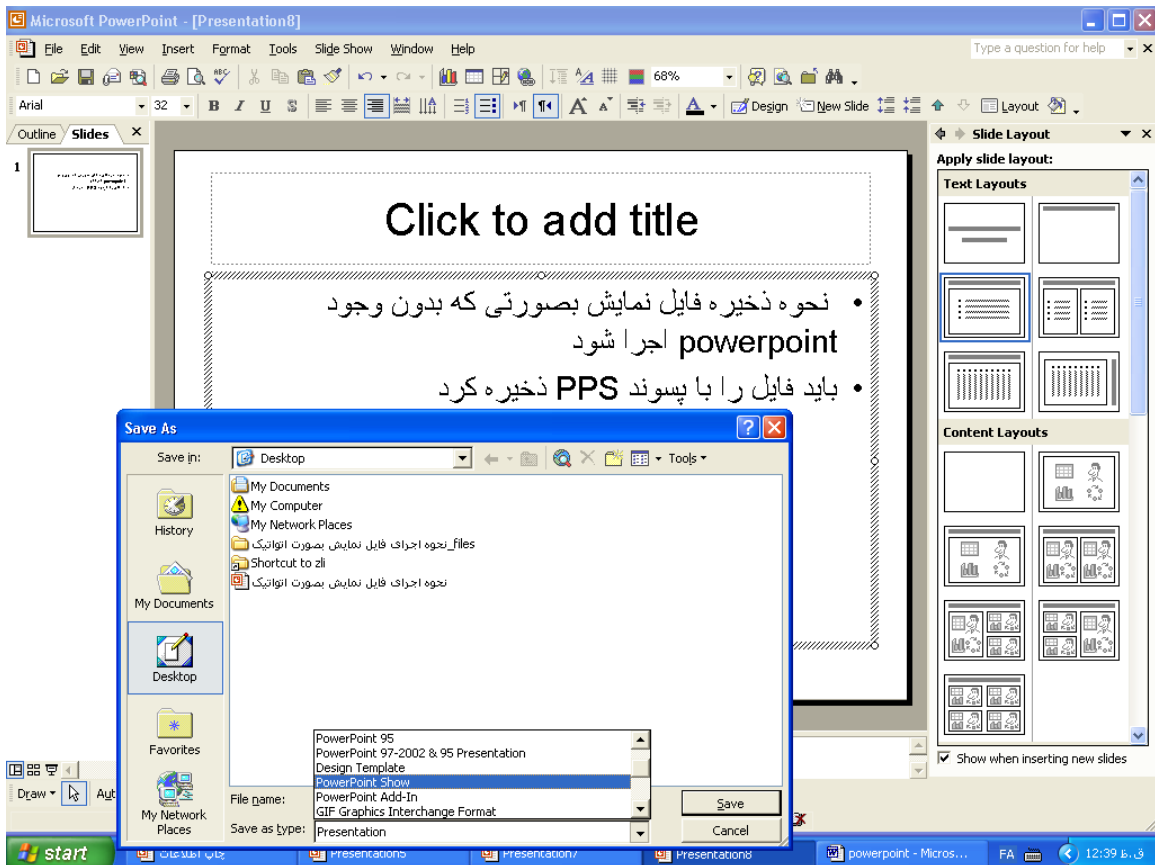 Microsoft PowerPoint - [Presentation8]
File Edit View Insert Format Tools Slide Show Window Help
Type a question for help
68%
Arial 32 B I U S
Design New Slide Layout
Outline Slides
Slide Layout
1
Apply slide layout:
Text Layouts
Click to add title
نحوه ذخیره فایل نمایش بصورتی که بدون وجود
powerpoint اجرا شود
باید فایل را با پسوند PPS ذخیره کرد
Content Layouts
Save As
Save in: Desktop Tools
History
My Documents
Desktop
Favorites
My Network
Places
My Documents
My Computer
My Network Places
نحوه اجرای فایل نمایش بصورت اتواتیک_files
Shortcut to zli
نحوه اجرای فایل نمایش بصورت اتواتیک
PowerPoint 95
PowerPoint 97-2002 & 95 Presentation
Design Template
PowerPoint Show
PowerPoint Add-In
GIF Graphics Interchange Format
File name: Save
Save as type: Presentation Cancel
Show when inserting new slides
Draw Aut
start
چاپ اطلاعات
Presentation5
Presentation7
Presentation8
powerpoint - Micros...
FA
12:39 ق.ظ